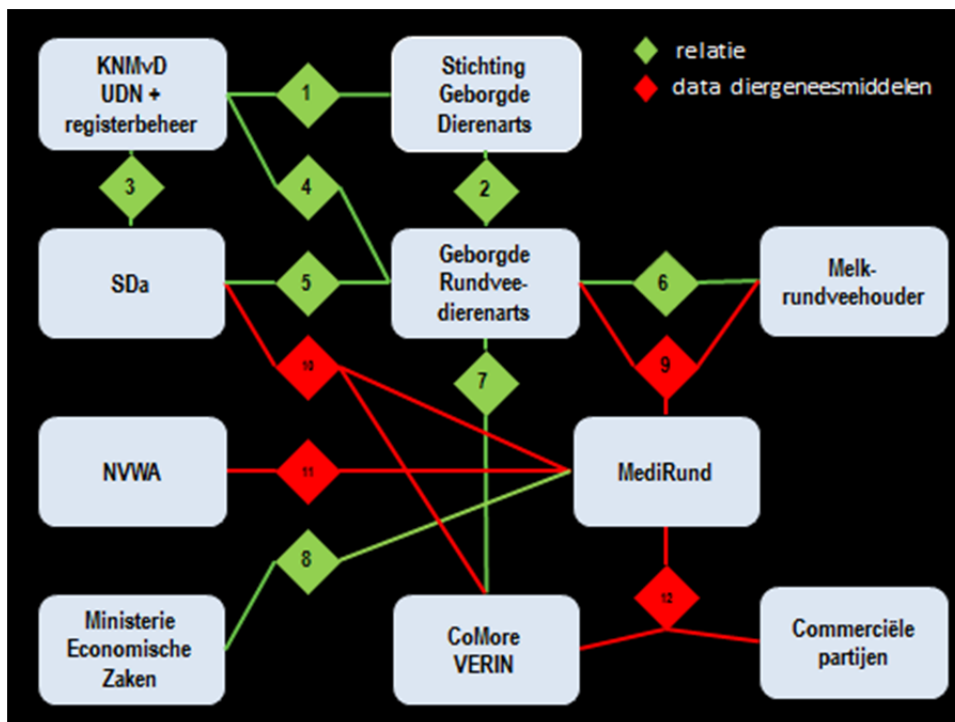 KNMvD
UDN +
registerbeheer
1
Stichting
Geborgde
Dierenarts
relatie
data diergeneesmiddelen
3
4
2
SDa
5
Geborgde
Rundvee-
dierenarts
6
Melk-
rundveehouder
10
7
9
NVWA
11
MediRund
8
12
Ministerie
Economische
Zaken
CoMore
VERIN
Commerciële
partijen